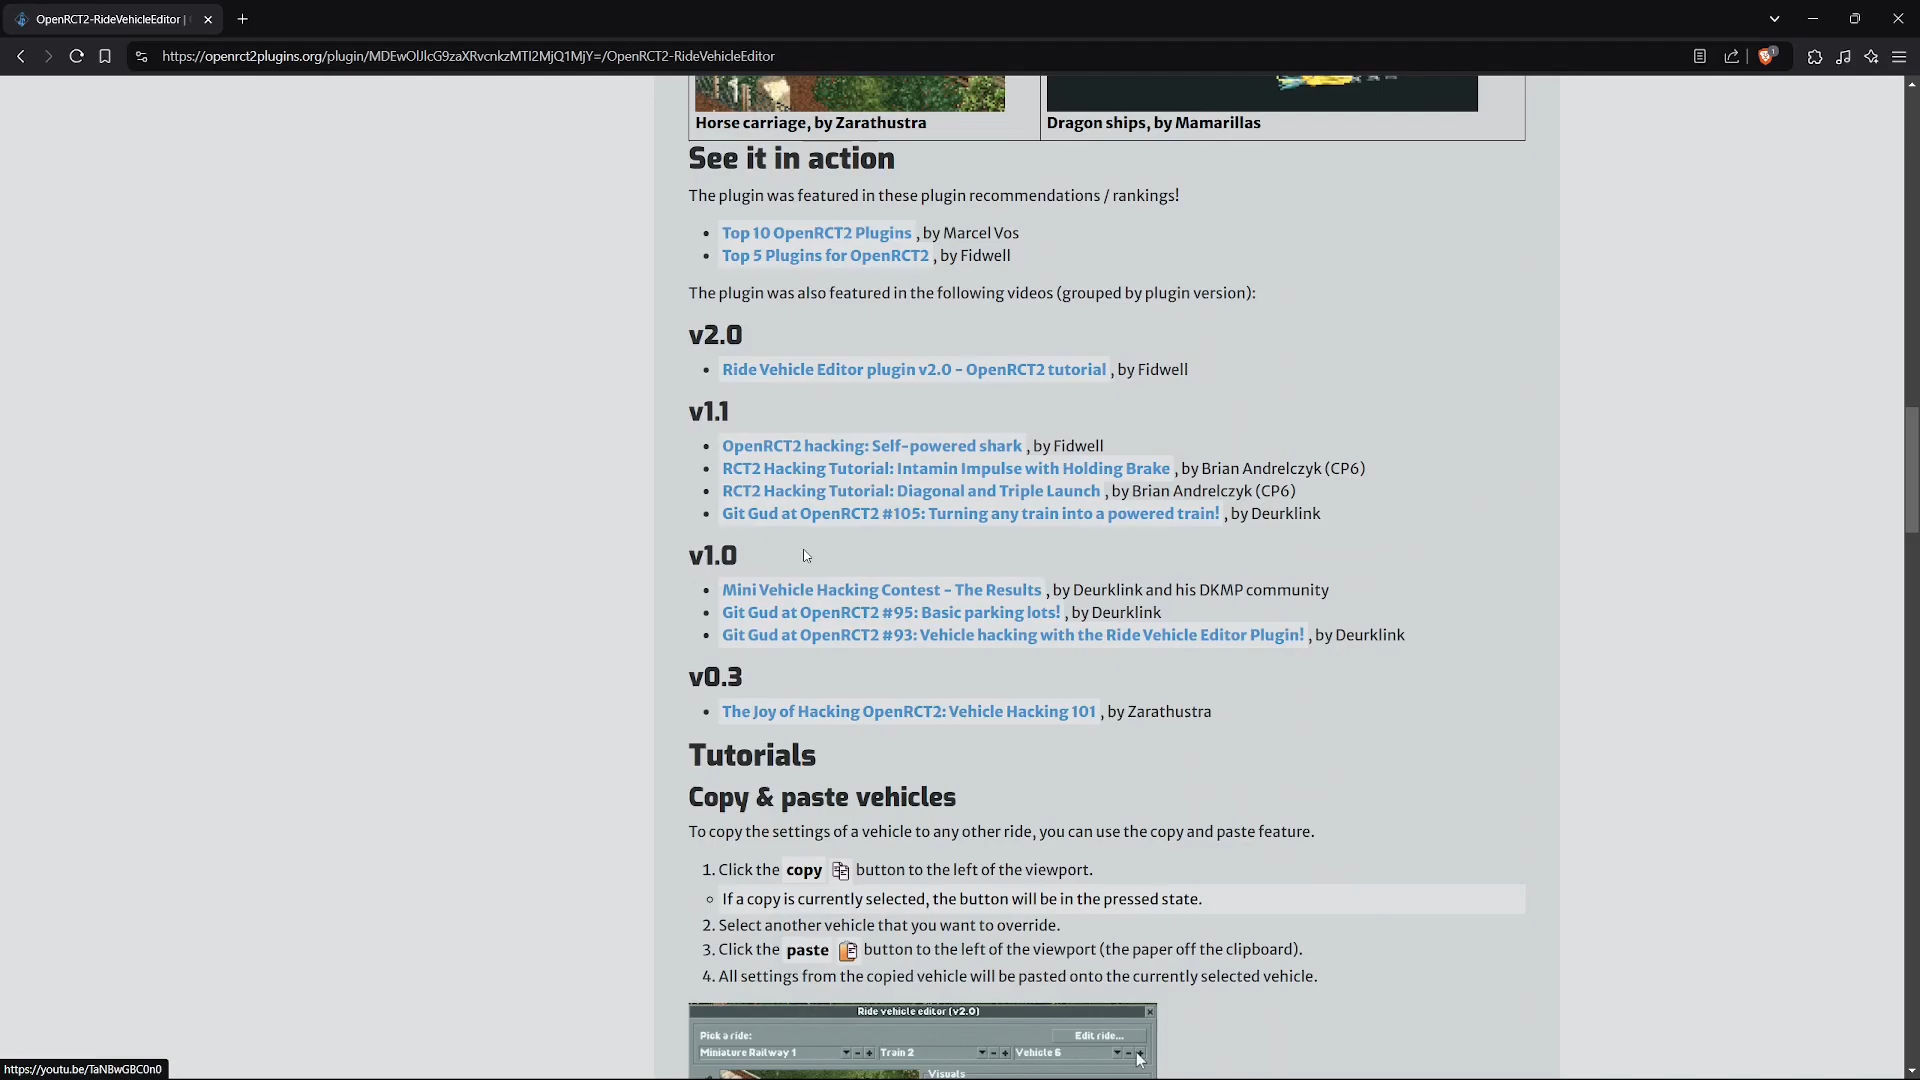 OpenRCT2-RideVehicleEditor |
https://openrct2plugins.org/plugin/MDEwOlJlcG9zaXRvcnkzMTI2MjQ1MjY=/OpenRCT2-RideVehicleEditor
1
Horse carriage, by Zarathustra
Dragon ships, by Mamarillas
See it in action
The plugin was featured in these plugin recommendations / rankings!
• Top 10 OpenRCT2 Plugins , by Marcel Vos
• Top 5 Plugins for OpenRCT2 , by Fidwell
The plugin was also featured in the following videos (grouped by plugin version):
v2.0
• Ride Vehicle Editor plugin v2.0 - OpenRCT2 tutorial , by Fidwell
v1.1
• OpenRCT2 hacking: Self-powered shark , by Fidwell
• RCT2 Hacking Tutorial: Intamin Impulse with Holding Brake , by Brian Andrelczyk (CP6)
• RCT2 Hacking Tutorial: Diagonal and Triple Launch , by Brian Andrelczyk (CP6)
• Git Gud at OpenRCT2 #105: Turning any train into a powered train! , by Deurklink
v1.0
• Mini Vehicle Hacking Contest - The Results , by Deurklink and his DKMP community
• Git Gud at OpenRCT2 #95: Basic parking lots! , by Deurklink
• Git Gud at OpenRCT2 #93: Vehicle hacking with the Ride Vehicle Editor Plugin! , by Deurklink
v0.3
• The Joy of Hacking OpenRCT2: Vehicle Hacking 101 , by Zarathustra
Tutorials
Copy & paste vehicles
To copy the settings of a vehicle to any other ride, you can use the copy and paste feature.
1. Click the copy button to the left of the viewport.
◦ If a copy is currently selected, the button will be in the pressed state.
2. Select another vehicle that you want to override.
3. Click the paste button to the left of the viewport (the paper off the clipboard).
4. All settings from the copied vehicle will be pasted onto the currently selected vehicle.
Ride vehicle editor (v2.0)
Pick a ride:
Edit ride...
Miniature Railway 1
Train 2
Vehicle 6
Visuals
https://youtu.be/TaNBwGBC0n0